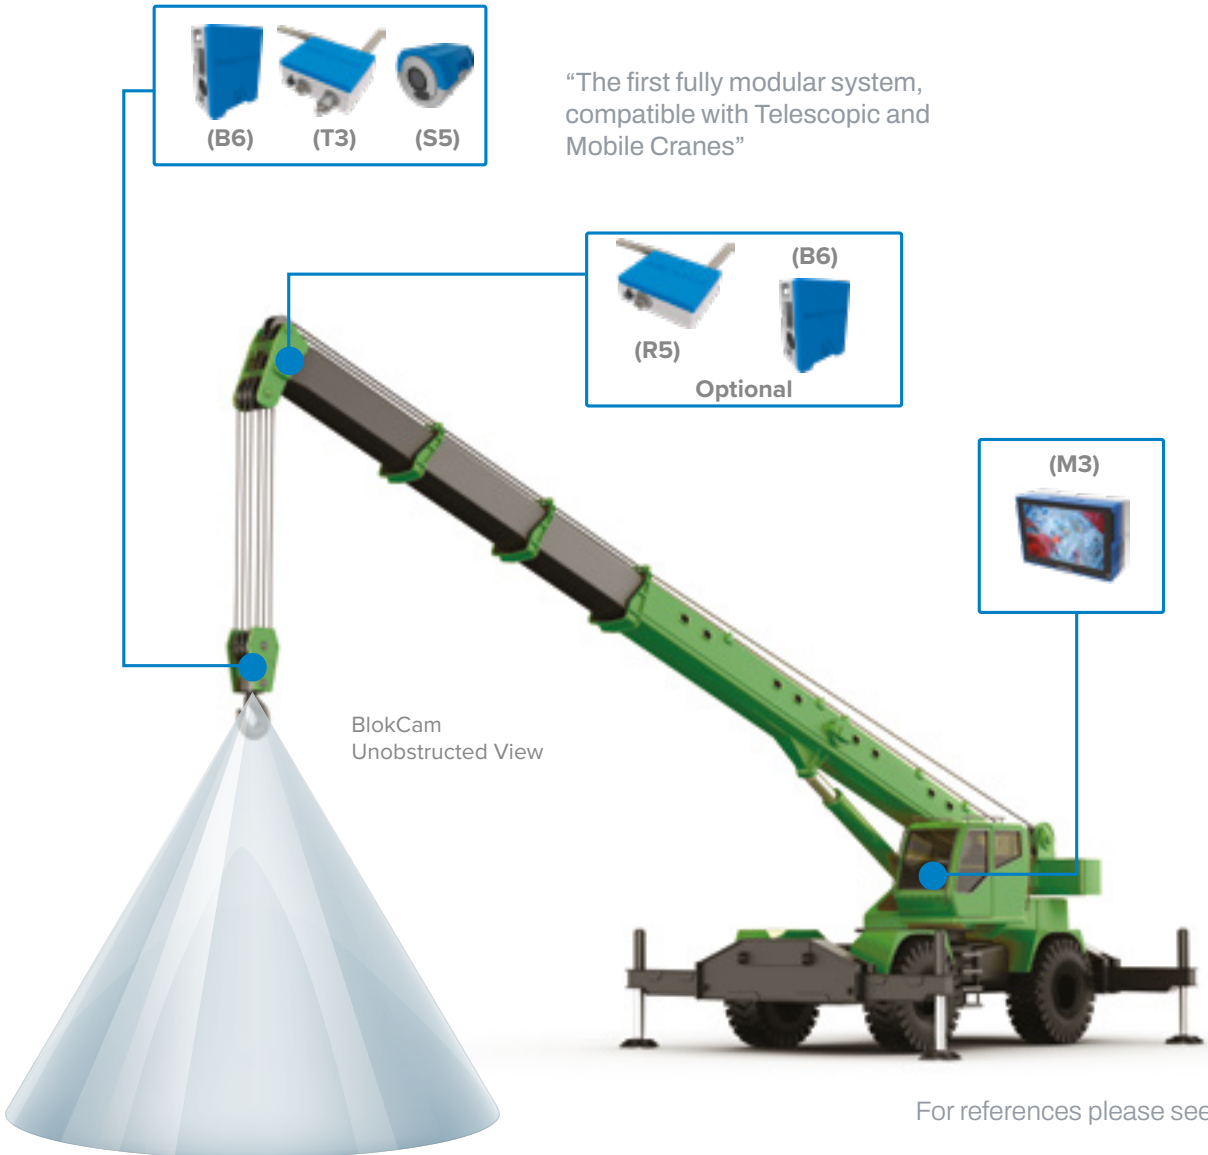 (B6) (T3) (S5)
“The first fully modular system,
compatible with Telescopic and
Mobile Cranes”
(B6)
(R5)
Optional
(M3)
BlokCam
Unobstructed View
For references please see